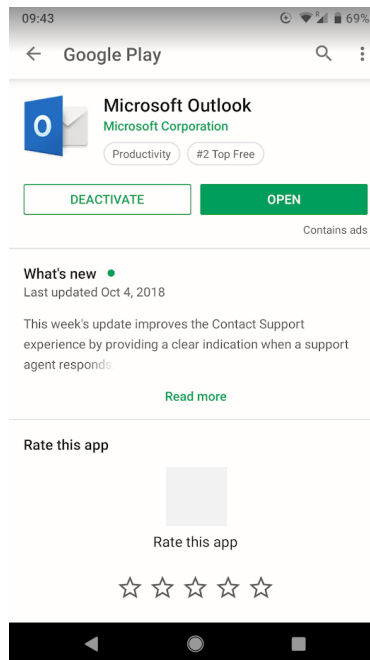 09:43
R
69%
Google Play
Microsoft Outlook
Microsoft Corporation
Productivity
#2 Top Free
DEACTIVATE
OPEN
Contains ads
What's new
Last updated Oct 4, 2018
This week's update improves the Contact Support
experience by providing a clear indication when a support
agent responds.
Read more
Rate this app
Rate this app